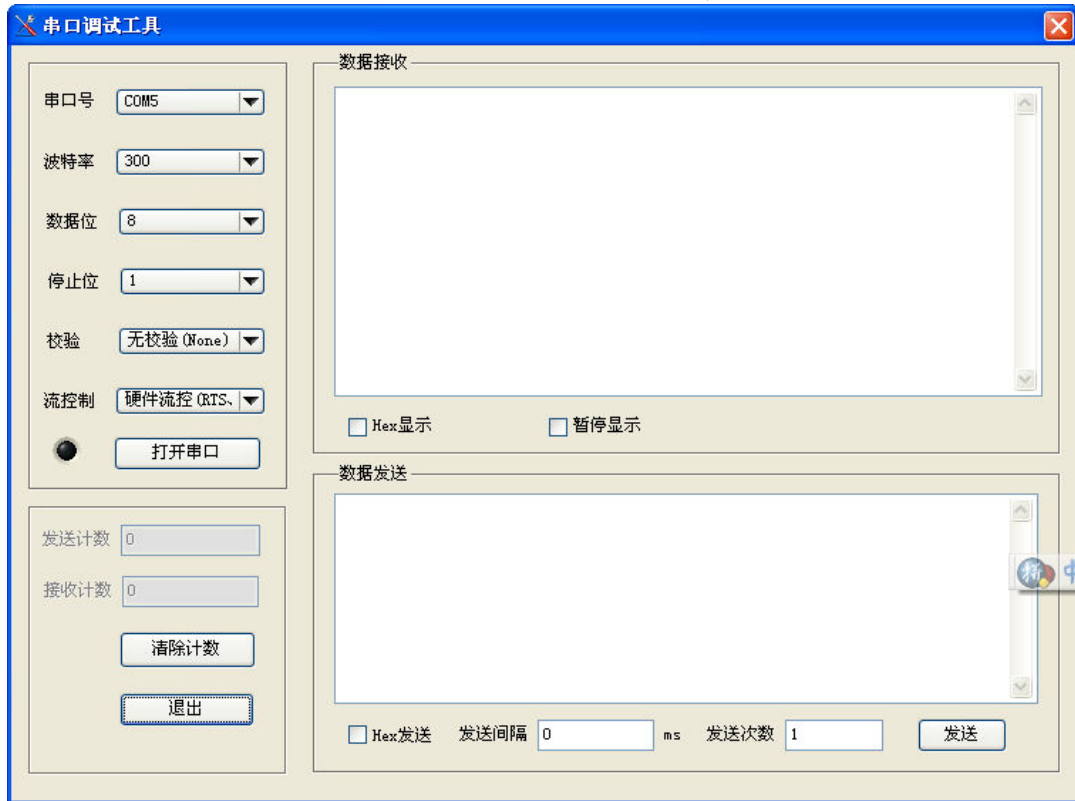 串口调试工具
串口号 COM5
波特率 300
数据位 8
停止位 1
校验 无校验(None)
流控制 硬件流控(RTS、
打开串口
发送计数 0
接收计数 0
清除计数
退出
数据接收
Hex显示 暂停显示
数据发送
Hex发送 发送间隔 0 ms 发送次数 1 发送
拼 中